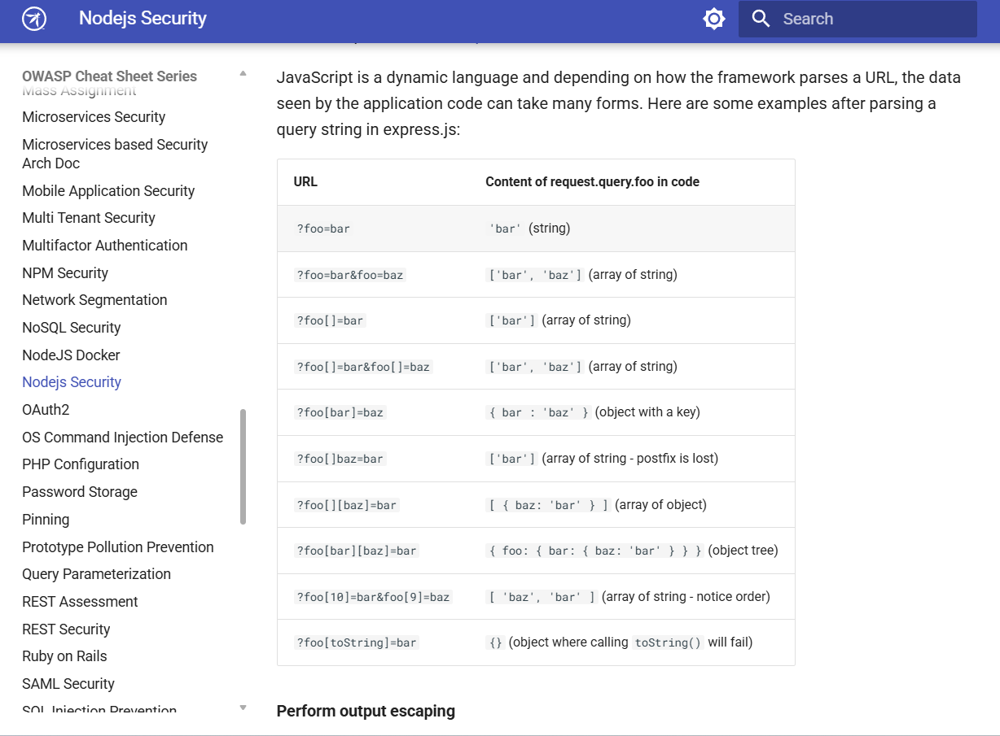 Nodejs Security
Search
OWASP Cheat Sheet Series
Mass Assignment
Microservices Security
Microservices based Security
Arch Doc
Mobile Application Security
Multi Tenant Security
Multifactor Authentication
NPM Security
Network Segmentation
NoSQL Security
NodeJS Docker
Nodejs Security
OAuth2
OS Command Injection Defense
PHP Configuration
Password Storage
Pinning
Prototype Pollution Prevention
Query Parameterization
REST Assessment
REST Security
Ruby on Rails
SAML Security
SQL Injection Prevention
JavaScript is a dynamic language and depending on how the framework parses a URL, the data
seen by the application code can take many forms. Here are some examples after parsing a
query string in express.js:
URL Content of request.query.foo in code
?foo=bar 'bar' (string)
?foo=bar&foo=baz ['bar', 'baz'] (array of string)
?foo[]=bar ['bar'] (array of string)
?foo[]=bar&foo[]=baz ['bar', 'baz'] (array of string)
?foo[bar]=baz { bar : 'baz' } (object with a key)
?foo[]baz=bar ['bar'] (array of string - postfix is lost)
?foo[][baz]=bar [ { baz: 'bar' } ] (array of object)
?foo[bar][baz]=bar { foo: { bar: { baz: 'bar' } } } (object tree)
?foo[10]=bar&foo[9]=baz [ 'baz', 'bar' ] (array of string - notice order)
?foo[toString]=bar {} (object where calling toString() will fail)
Perform output escaping